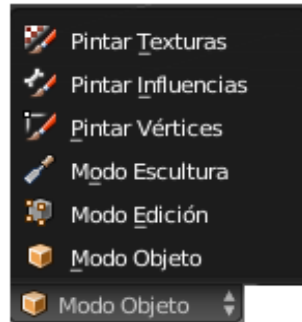 Pintar Texturas
Pintar Influencias
Pintar Vértices
Modo Escultura
Modo Edición
Modo Objeto
Modo Objeto